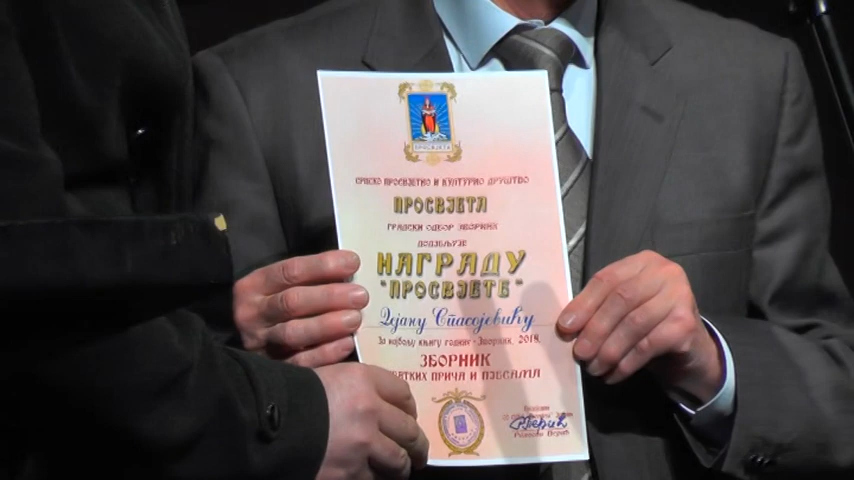 ПРОСВЈЕТА
СРПСКО ПРОСВЈЕТНО И КУЛТУРНО ДРУШТВО
ПРОСВЈЕТА
ГРАДСКИ ОДБОР ЗВОРНИК
ДОДЈЕЉУЈЕ
НАГРАДУ
"ПРОСВЈЕТЕ"
Дејану Спасојевићу
За најбољу књигу године - Зворник, 2018.
ЗБОРНИК
КРАТКИХ ПРИЧА И ПЈЕСАМА